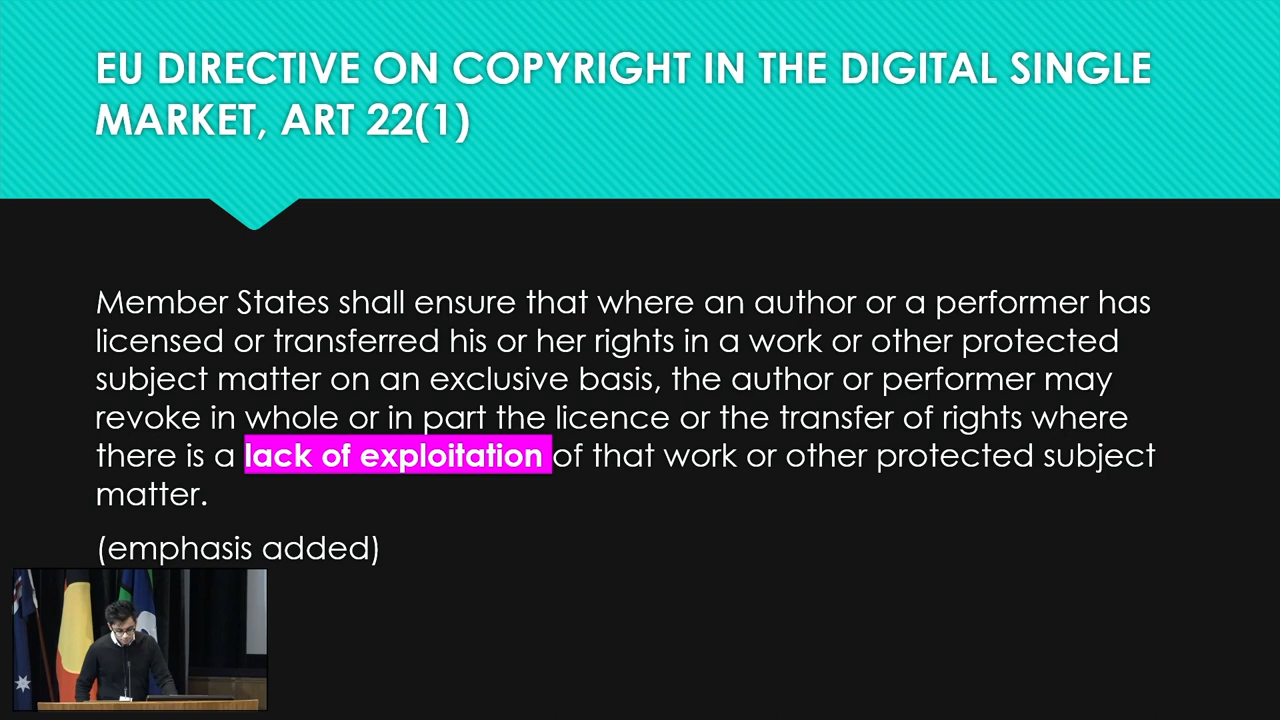 EU DIRECTIVE ON COPYRIGHT IN THE DIGITAL SINGLE
MARKET, ART 22(1)
Member States shall ensure that where an author or a performer has
licensed or transferred his or her rights in a work or other protected
subject matter on an exclusive basis, the author or performer may
revoke in whole or in part the licence or the transfer of rights where
there is a lack of exploitation of that work or other protected subject
matter.
(emphasis added)